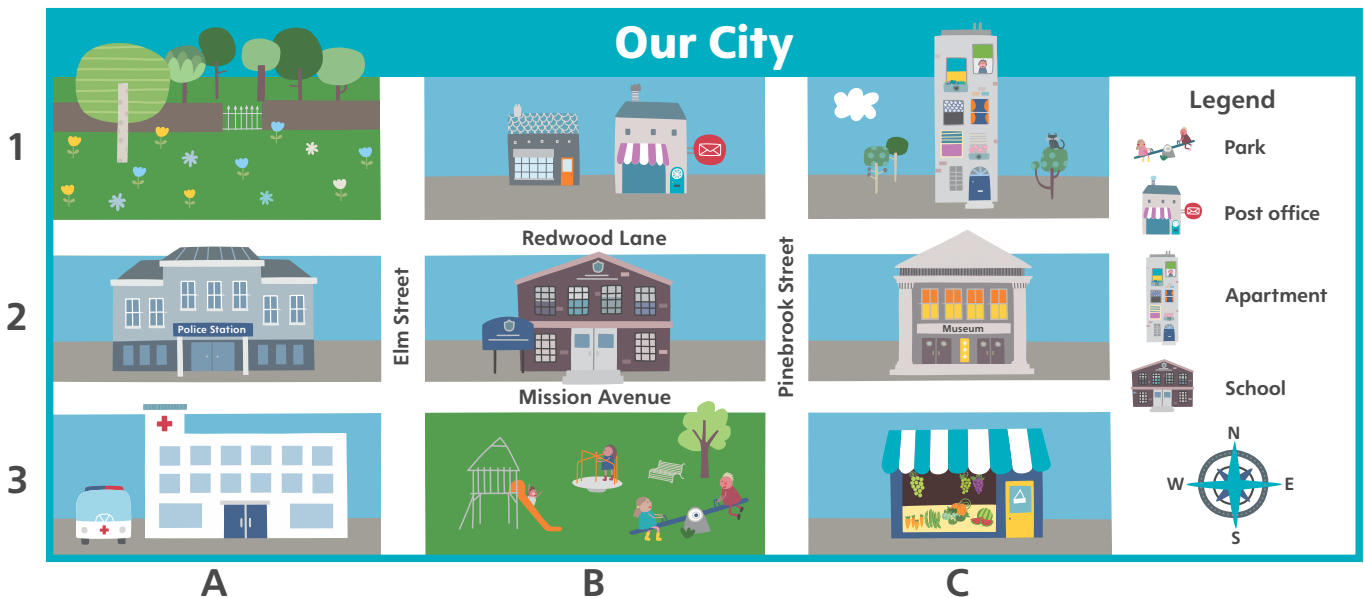 Our City
1
2
3
Redwood Lane
Elm Street
Pinebrook Street
Police Station
Museum
Mission Avenue
A
B
C
Legend
Park
Post office
Apartment
School
N
W
E
S